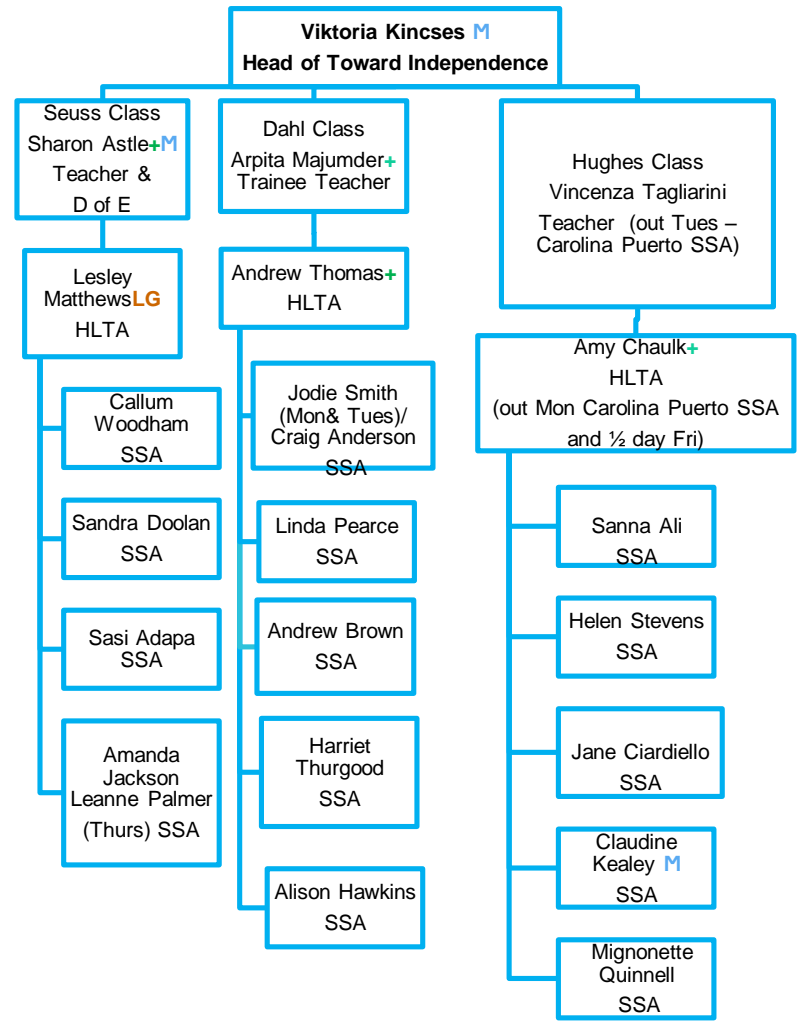 Viktoria Kincses M
Head of Toward Independence
Seuss Class
Sharon Astle+M
Teacher &
D of E
Lesley
MatthewsLG
HLTA
Callum
Woodham
SSA
Sandra Doolan
SSA
Sasi Adapa
SSA
Amanda
Jackson
Leanne Palmer
(Thurs) SSA
Dahl Class
Arpita Majumder+
Trainee Teacher
Andrew Thomas+
HLTA
Jodie Smith
(Mon& Tues)/
Craig Anderson
SSA
Linda Pearce
SSA
Andrew Brown
SSA
Harriet
Thurgood
SSA
Alison Hawkins
SSA
Hughes Class
Vincenza Tagliarini
Teacher (out Tues –
Carolina Puerto SSA)
Amy Chaulk+
HLTA
(out Mon Carolina Puerto SSA
and ½ day Fri)
Sanna Ali
SSA
Helen Stevens
SSA
Jane Ciardiello
SSA
Claudine
Kealey M
SSA
Mignonette
Quinnell
SSA